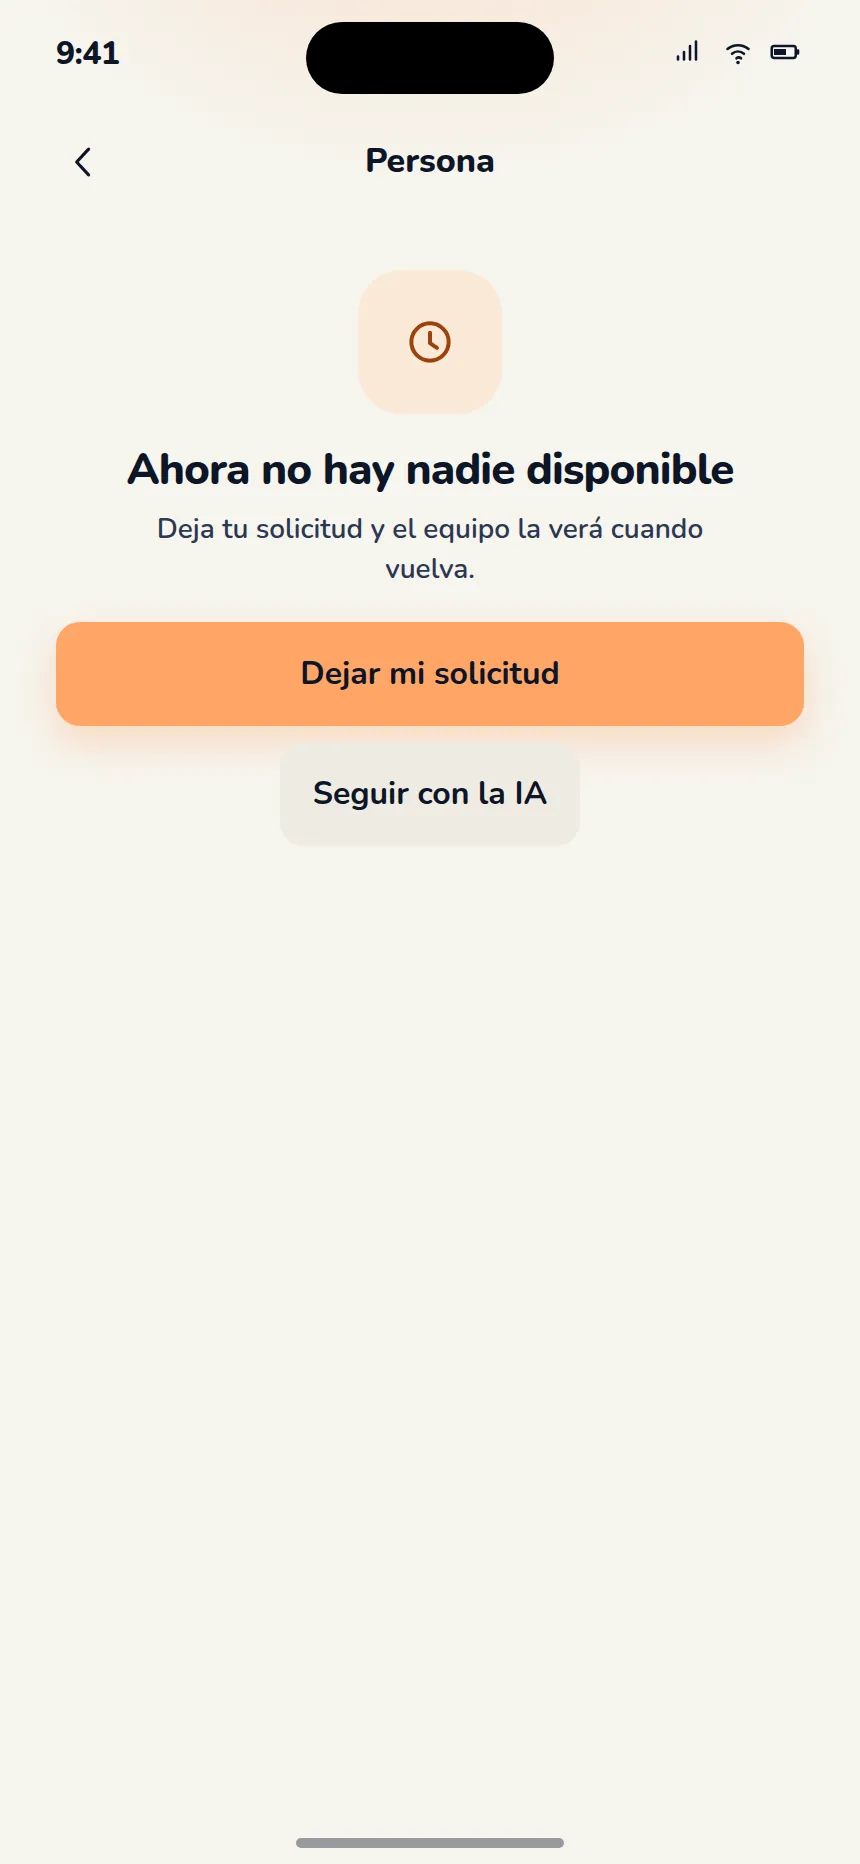 9:41
Persona
Ahora no hay nadie disponible
Deja tu solicitud y el equipo la verá cuando
vuelva.
Dejar mi solicitud
Seguir con la IA